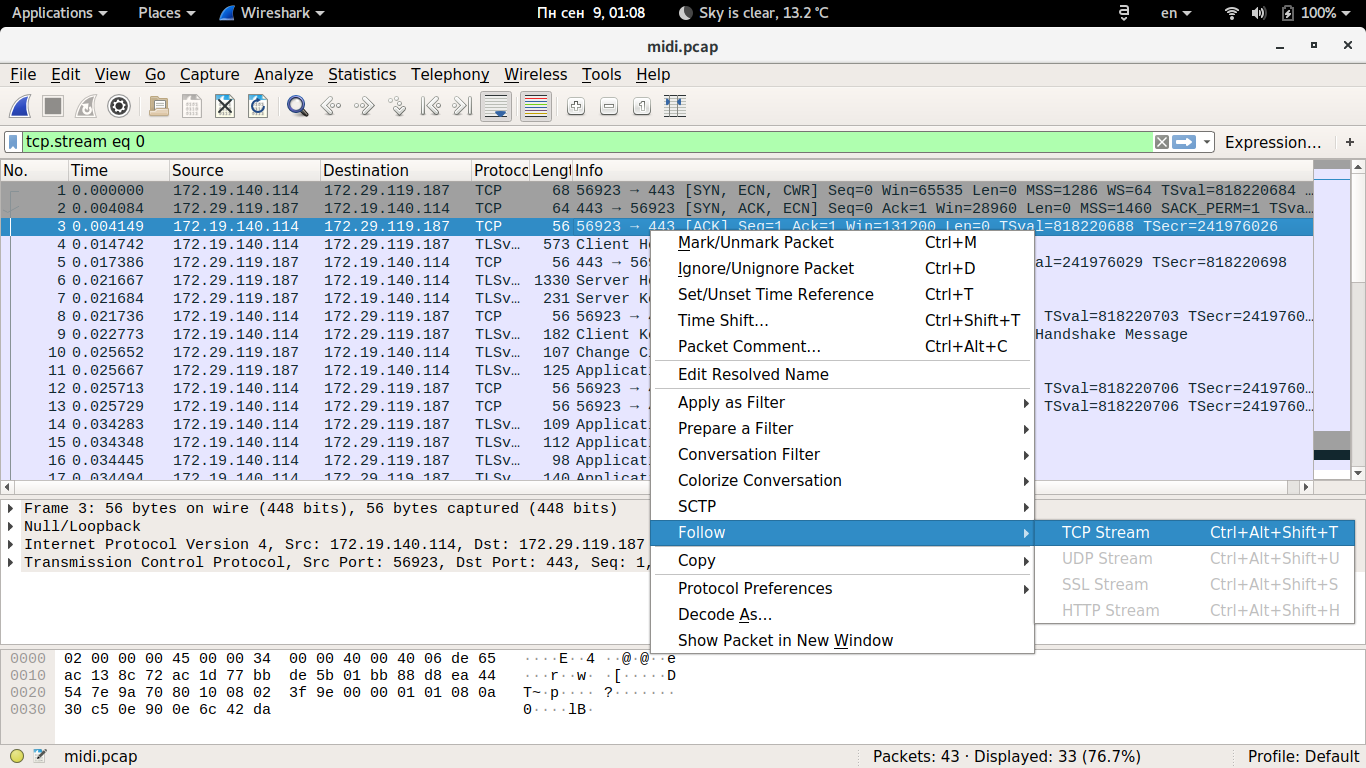 Applications Places Wireshark Пн сен 9, 01:08 Sky is clear, 13.2 °C en 100%
midi.pcap
File Edit View Go Capture Analyze Statistics Telephony Wireless Tools Help
tcp.stream eq 0 Expression… +
No. Time Source Destination Protocc Lengt Info
1 0.000000 172.19.140.114 172.29.119.187 TCP 68 56923 → 443 [SYN, ECN, CWR] Seq=0 Win=65535 Len=0 MSS=1286 WS=64 TSval=818220684 …
2 0.004084 172.29.119.187 172.19.140.114 TCP 64 443 → 56923 [SYN, ACK, ECN] Seq=0 Ack=1 Win=28960 Len=0 MSS=1460 SACK_PERM=1 TSva…
3 0.004149 172.19.140.114 172.29.119.187 TCP 56 56923 → 443 [ACK] Seq=1 Ack=1 Win=131200 Len=0 TSval=818220688 TSecr=241976026
4 0.014742 172.19.140.114 172.29.119.187 TLSv… 573 Client He
5 0.017386 172.29.119.187 172.19.140.114 TCP 56 443 → 569 al=241976029 TSecr=818220698
6 0.021667 172.29.119.187 172.19.140.114 TLSv… 1330 Server He
7 0.021684 172.29.119.187 172.19.140.114 TLSv… 231 Server Ke
8 0.021736 172.19.140.114 172.29.119.187 TCP 56 56923 → 4 TSval=818220703 TSecr=2419760…
9 0.022773 172.19.140.114 172.29.119.187 TLSv… 182 Client Ke Handshake Message
10 0.025652 172.29.119.187 172.19.140.114 TLSv… 107 Change Ci
11 0.025667 172.29.119.187 172.19.140.114 TLSv… 125 Applicati
12 0.025713 172.19.140.114 172.29.119.187 TCP 56 56923 → 4 TSval=818220706 TSecr=2419760…
13 0.025729 172.19.140.114 172.29.119.187 TCP 56 56923 → 4 TSval=818220706 TSecr=2419760…
14 0.034283 172.19.140.114 172.29.119.187 TLSv… 109 Applicati
15 0.034348 172.19.140.114 172.29.119.187 TLSv… 112 Applicati
16 0.034445 172.19.140.114 172.29.119.187 TLSv… 98 Applicati
17 0.034494 172.19.140.114 172.29.119.187 TLSv… 140 Applicati
Mark/Unmark Packet Ctrl+M
Ignore/Unignore Packet Ctrl+D
Set/Unset Time Reference Ctrl+T
Time Shift… Ctrl+Shift+T
Packet Comment… Ctrl+Alt+C
Edit Resolved Name
Apply as Filter
Prepare a Filter
Conversation Filter
Colorize Conversation
SCTP
Follow
Copy
Protocol Preferences
Decode As…
Show Packet in New Window
TCP Stream Ctrl+Alt+Shift+T
UDP Stream Ctrl+Alt+Shift+U
SSL Stream Ctrl+Alt+Shift+S
HTTP Stream Ctrl+Alt+Shift+H
Frame 3: 56 bytes on wire (448 bits), 56 bytes captured (448 bits)
Null/Loopback
Internet Protocol Version 4, Src: 172.19.140.114, Dst: 172.29.119.187
Transmission Control Protocol, Src Port: 56923, Dst Port: 443, Seq: 1,
0000 02 00 00 00 45 00 00 34 00 00 40 00 40 06 de 65 ····E··4 ··@·@··e
0010 ac 13 8c 72 ac 1d 77 bb de 5b 01 bb 88 d8 ea 44 ···r··w· ·[·····D
0020 54 7e 9a 70 80 10 08 02 3f 9e 00 00 01 01 08 0a T~·p···· ?·······
0030 30 c5 0e 90 0e 6c 42 da 0····lB·
midi.pcap Packets: 43 · Displayed: 33 (76.7%) Profile: Default